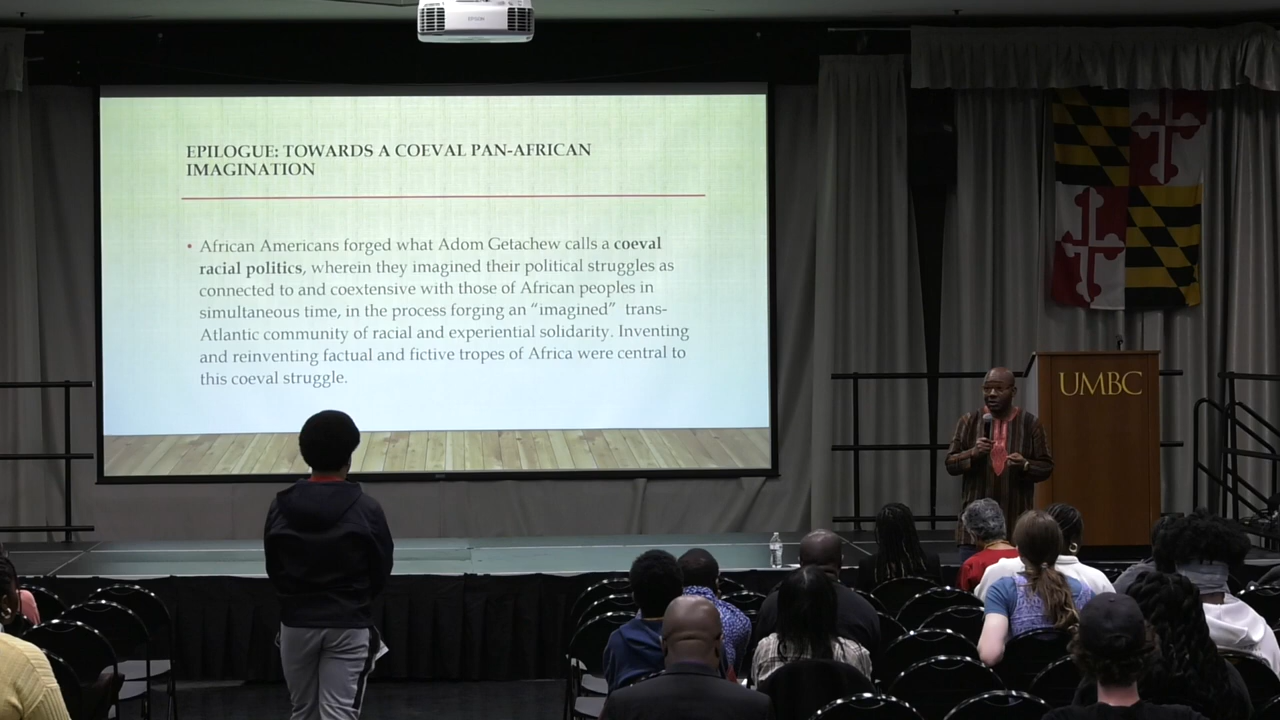 EPSON
EPILOGUE: TOWARDS A COEVAL PAN-AFRICAN
IMAGINATION
• African Americans forged what Adom Getachew calls a coeval
racial politics, wherein they imagined their political struggles as
connected to and coextensive with those of African peoples in
simultaneous time, in the process forging an “imagined” trans-
Atlantic community of racial and experiential solidarity. Inventing
and reinventing factual and fictive tropes of Africa were central to
this coeval struggle.
UMBC